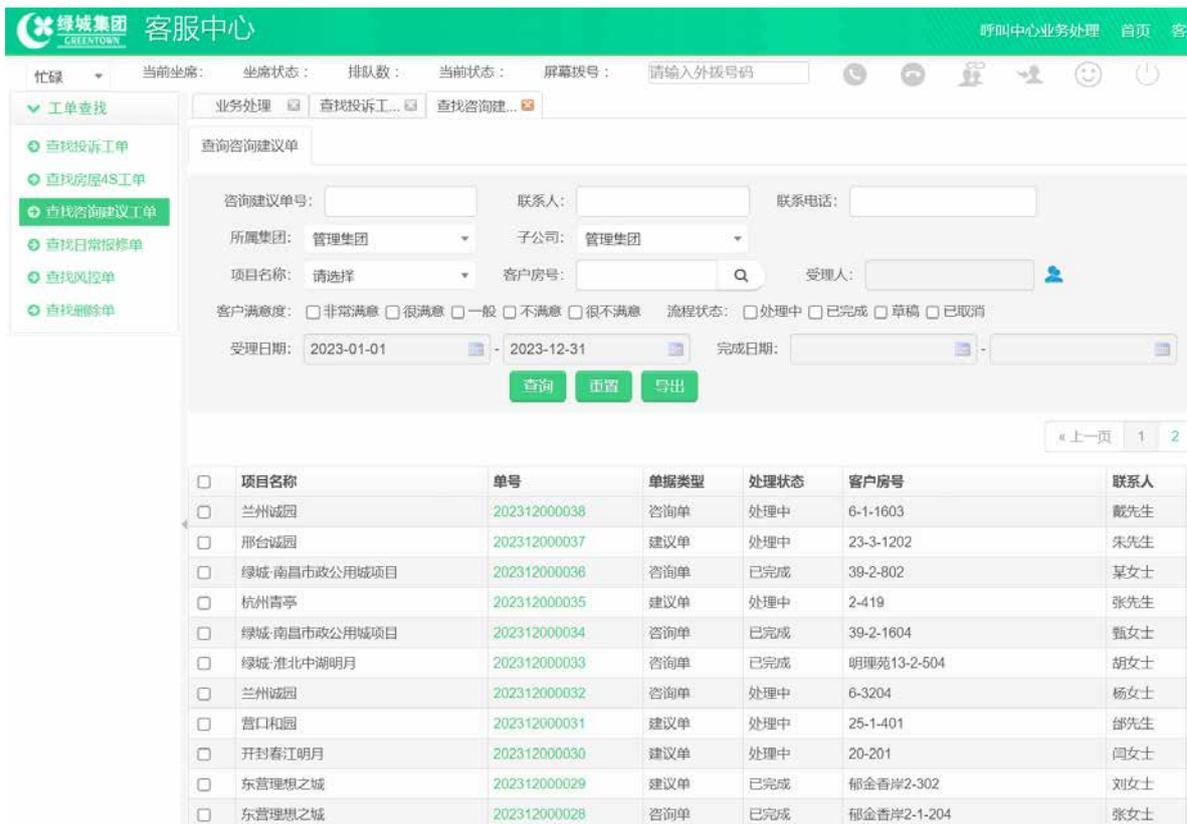 绿城集团 GREENTOWN 客服中心 呼叫中心业务处理 首页 客
忙碌 当前坐席： 坐席状态： 排队数： 当前状态： 屏幕拨号： 请输入外拨号码
工单查找 业务处理 查找投诉工... 查找咨询建...
查找投诉工单 查询咨询建议单
查找房屋4S工单
查找咨询建议工单
查找日常报修单
查找风控单
查找删除单
咨询建议单号： 联系人： 联系电话：
所属集团： 管理集团 子公司： 管理集团
项目名称： 请选择 客户房号： 受理人：
客户满意度： 非常满意 很满意 一般 不满意 很不满意 流程状态： 处理中 已完成 草稿 已取消
受理日期： 2023-01-01 - 2023-12-31 完成日期： -
查询 重置 导出
«上一页 1 2
项目名称 单号 单据类型 处理状态 客户房号 联系人
兰州诚园 202312000038 咨询单 处理中 6-1-1603 戴先生
邢台诚园 202312000037 建议单 处理中 23-3-1202 朱先生
绿城·南昌市政公用城项目 202312000036 咨询单 已完成 39-2-802 某女士
杭州青亭 202312000035 建议单 处理中 2-419 张先生
绿城·南昌市政公用城项目 202312000034 咨询单 已完成 39-2-1604 甄女士
绿城·淮北中湖明月 202312000033 咨询单 已完成 明理苑13-2-504 胡女士
兰州诚园 202312000032 咨询单 处理中 6-3204 杨女士
营口和园 202312000031 建议单 处理中 25-1-401 邰先生
开封春江明月 202312000030 建议单 处理中 20-201 闫女士
东营理想之城 202312000029 建议单 已完成 郁金香岸2-302 刘女士
东营理想之城 202312000028 咨询单 已完成 郁金香岸2-1-204 张女士